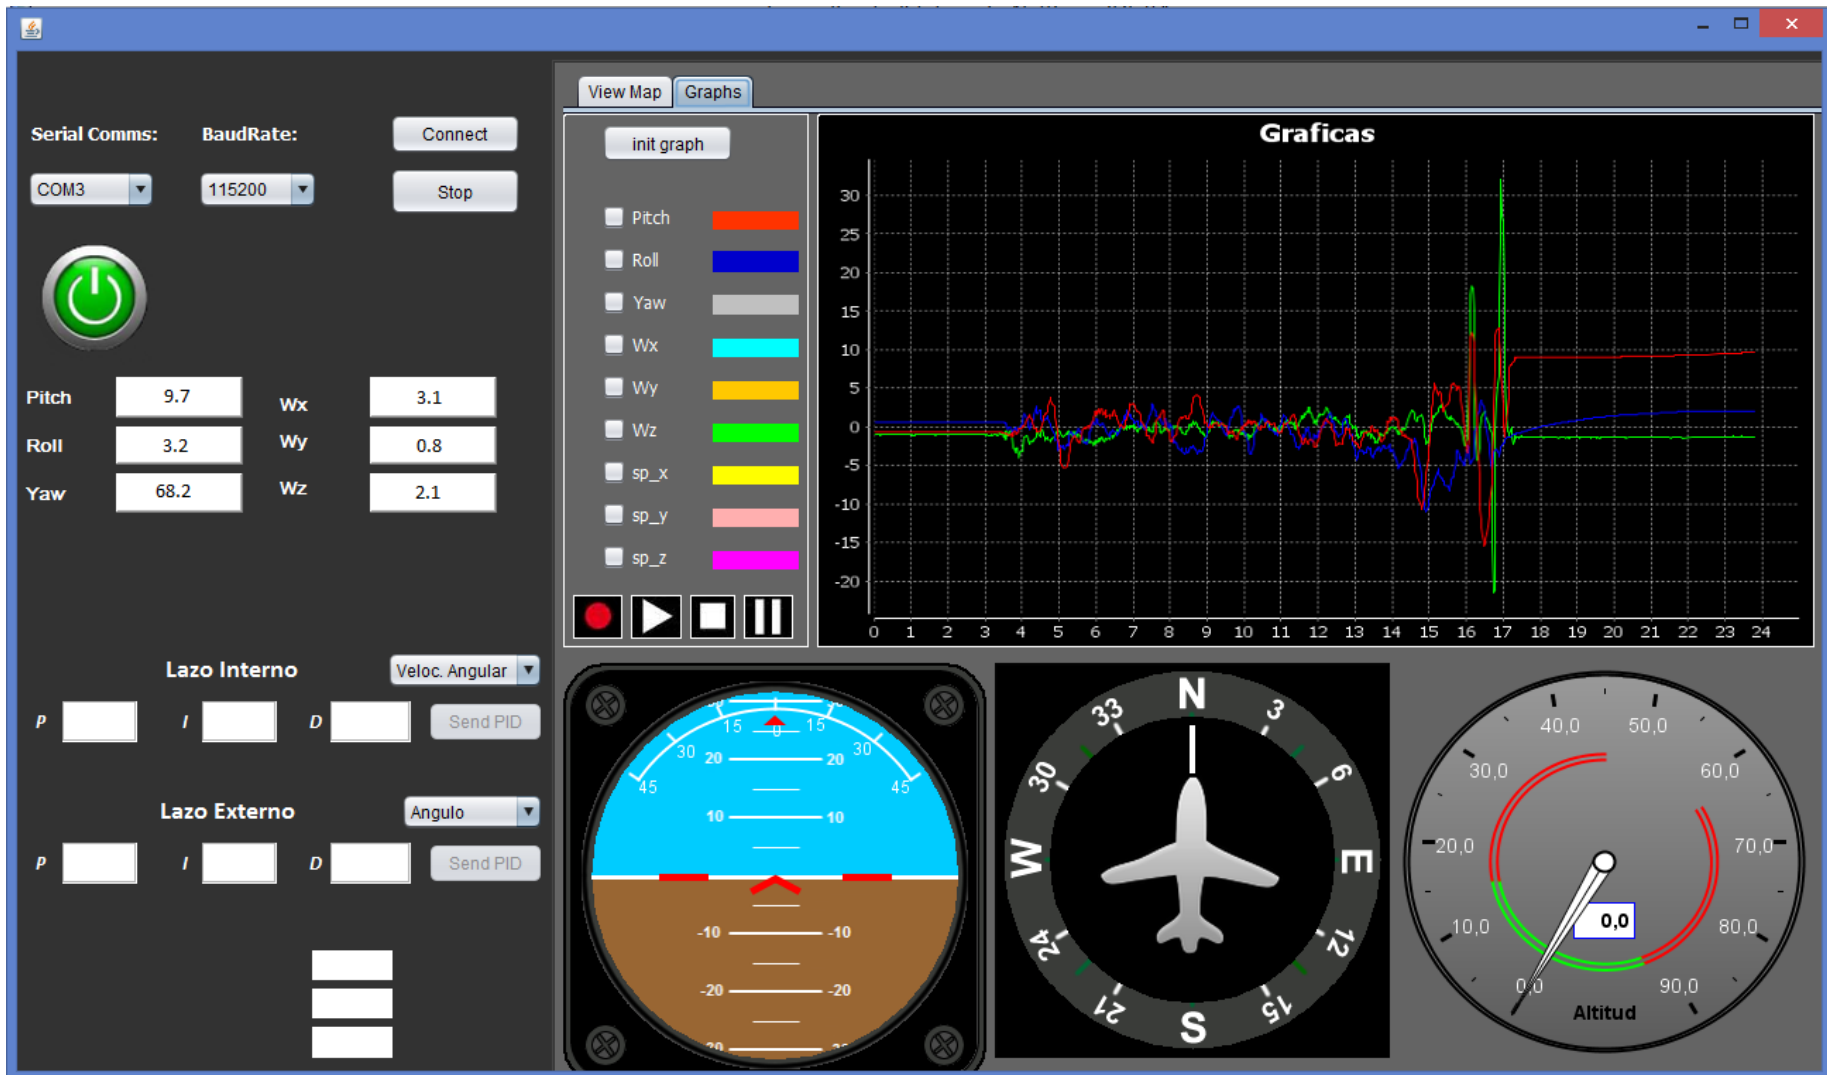 Serial Comms: BaudRate: Connect
COM3 115200 Stop
Pitch 9.7 Wx 3.1
Roll 3.2 Wy 0.8
Yaw 68.2 Wz 2.1
Lazo Interno Veloc. Angular
P I D Send PID
Lazo Externo Angulo
P I D Send PID
View Map Graphs
init graph
Pitch
Roll
Yaw
Wx
Wy
Wz
sp_x
sp_y
sp_z
Graficas
30
25
20
15
10
5
0
-5
-10
-15
-20
0 1 2 3 4 5 6 7 8 9 10 11 12 13 14 15 16 17 18 19 20 21 22 23 24
45 30 15 0 15 30 45
20 20
10 10
-10 -10
-20 -20
N 3 6 E 12 15 S 21 24 W 30 33
0,0 10,0 20,0 30,0 40,0 50,0 60,0 70,0 80,0 90,0
0,0
Altitud